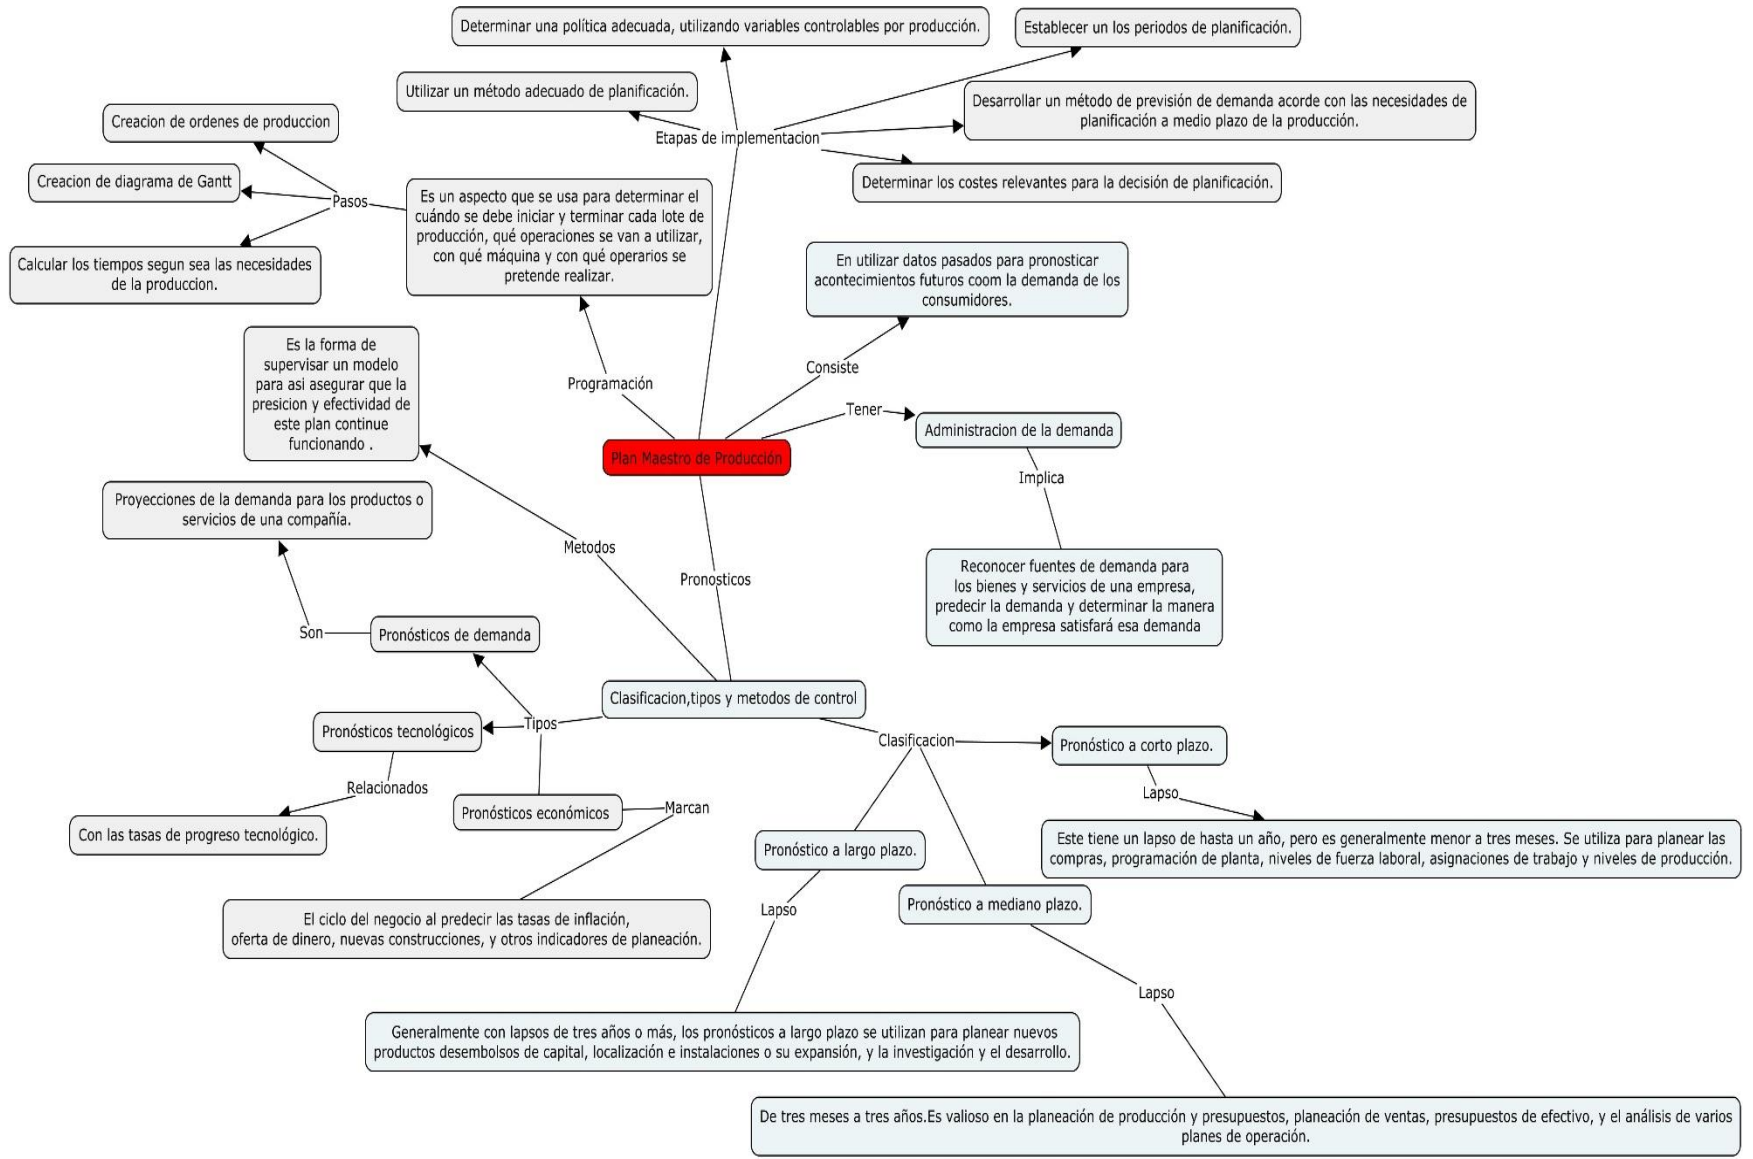 Determinar una política adecuada, utilizando variables controlables por producción.
Establecer un los periodos de planificación.
Utilizar un método adecuado de planificación.
Desarrollar un método de previsión de demanda acorde con las necesidades de
planificación a medio plazo de la producción.
Etapas de implementacion
Determinar los costes relevantes para la decisión de planificación.
Creacion de ordenes de produccion
Creacion de diagrama de Gantt
Pasos
Calcular los tiempos segun sea las necesidades
de la produccion.
Es un aspecto que se usa para determinar el
cuándo se debe iniciar y terminar cada lote de
producción, qué operaciones se van a utilizar,
con qué máquina y con qué operarios se
pretende realizar.
En utilizar datos pasados para pronosticar
acontecimientos futuros coom la demanda de los
consumidores.
Es la forma de
supervisar un modelo
para asi asegurar que la
presicion y efectividad de
este plan continue
funcionando .
Programación
Consiste
Tener
Administracion de la demanda
Plan Maestro de Producción
Implica
Proyecciones de la demanda para los productos o
servicios de una compañía.
Metodos
Pronosticos
Reconocer fuentes de demanda para
los bienes y servicios de una empresa,
predecir la demanda y determinar la manera
como la empresa satisfará esa demanda
Son
Pronósticos de demanda
Clasificacion,tipos y metodos de control
Pronósticos tecnológicos
Tipos
Clasificacion
Pronóstico a corto plazo.
Relacionados
Lapso
Pronósticos económicos
Marcan
Con las tasas de progreso tecnológico.
Este tiene un lapso de hasta un año, pero es generalmente menor a tres meses. Se utiliza para planear las
compras, programación de planta, niveles de fuerza laboral, asignaciones de trabajo y niveles de producción.
Pronóstico a largo plazo.
Pronóstico a mediano plazo.
Lapso
El ciclo del negocio al predecir las tasas de inflación,
oferta de dinero, nuevas construcciones, y otros indicadores de planeación.
Lapso
Generalmente con lapsos de tres años o más, los pronósticos a largo plazo se utilizan para planear nuevos
productos desembolsos de capital, localización e instalaciones o su expansión, y la investigación y el desarrollo.
De tres meses a tres años.Es valioso en la planeación de producción y presupuestos, planeación de ventas, presupuestos de efectivo, y el análisis de varios
planes de operación.